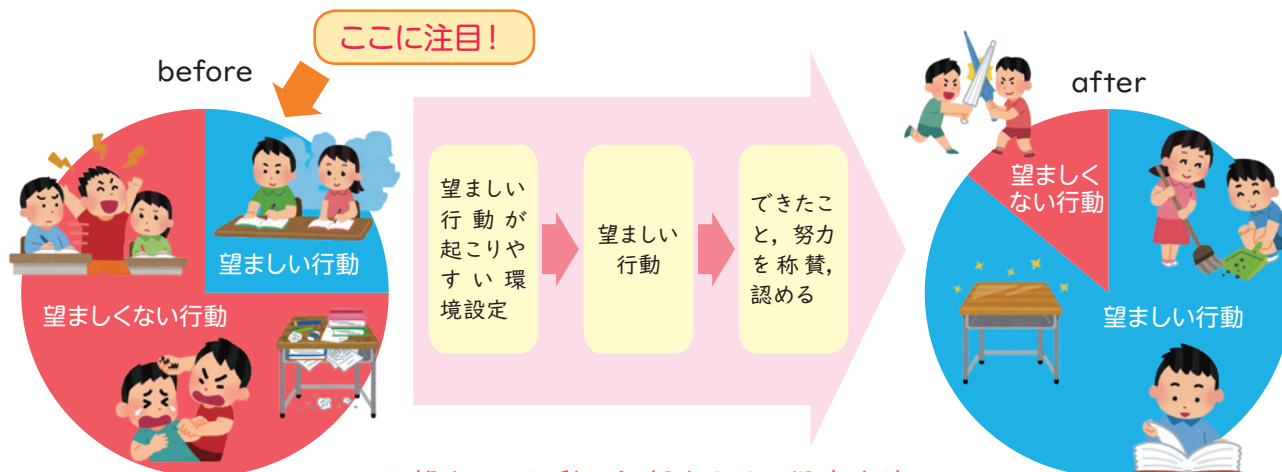 ここに注目!
before
望ましい行動
望ましくない行動
望ましい
行動が
起こりや
すい環
境設定
望ましい
行動
できたこ
と,努力
を称賛,
認める
after
望ましく
ない行動
望ましい行動